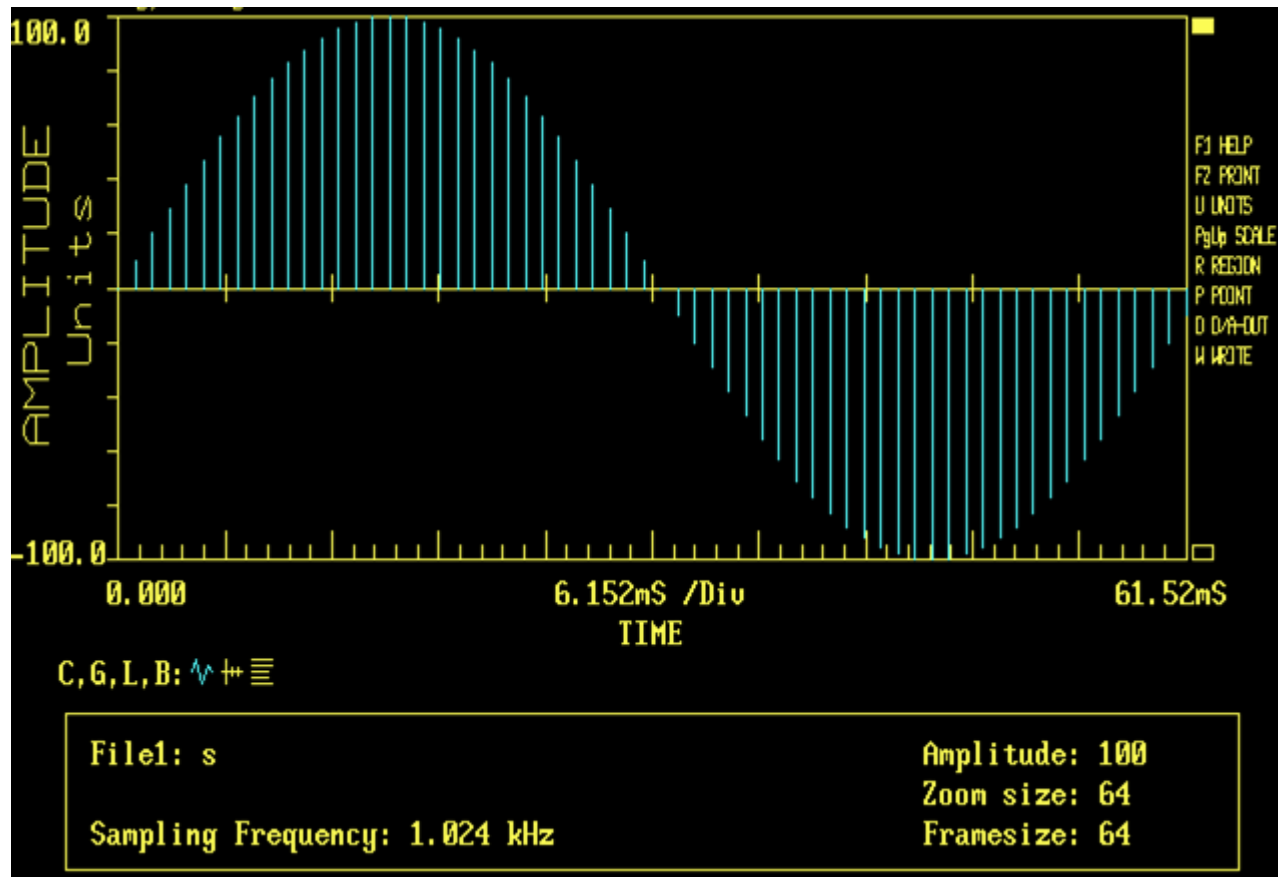 100.0
AMPLITUDE
Units
F1 HELP
F2 PRINT
U UNITS
PgUp SCALE
R REGION
P POINT
D D/A-OUT
W WRITE
-100.0
0.000 6.152mS /Div 61.52mS
TIME
C,G,L,B:
File1: s Amplitude: 100
Zoom size: 64
Sampling Frequency: 1.024 kHz Framesize: 64